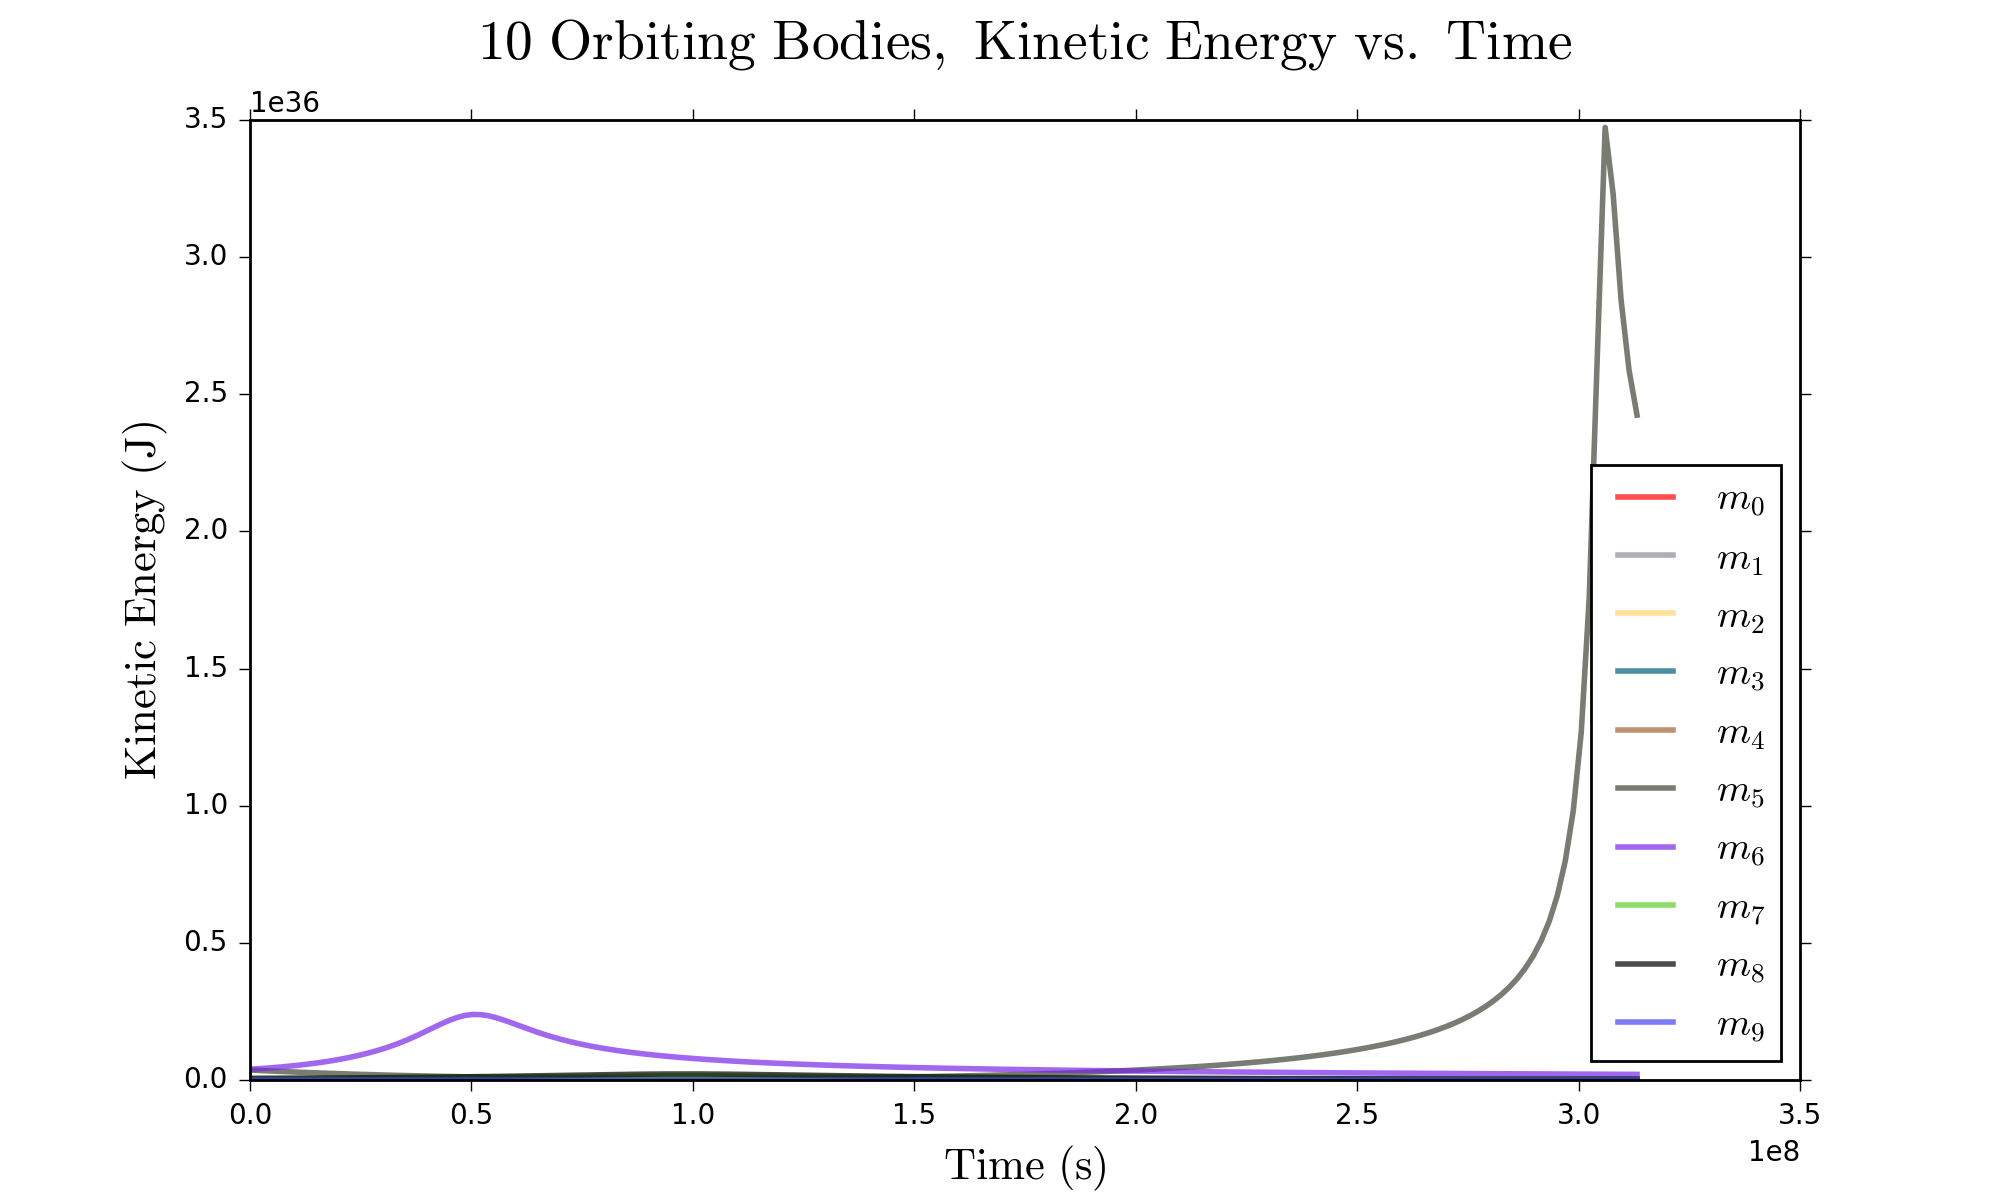 10 Orbiting Bodies, Kinetic Energy vs. Time
1e36
3.5
3.0
2.5
2.0
1.5
1.0
0.5
0.0
Kinetic Energy (J)
m₀
m₁
m₂
m₃
m₄
m₅
m₆
m₇
m₈
m₉
0.0 0.5 1.0 1.5 2.0 2.5 3.0 3.5
1e8
Time (s)